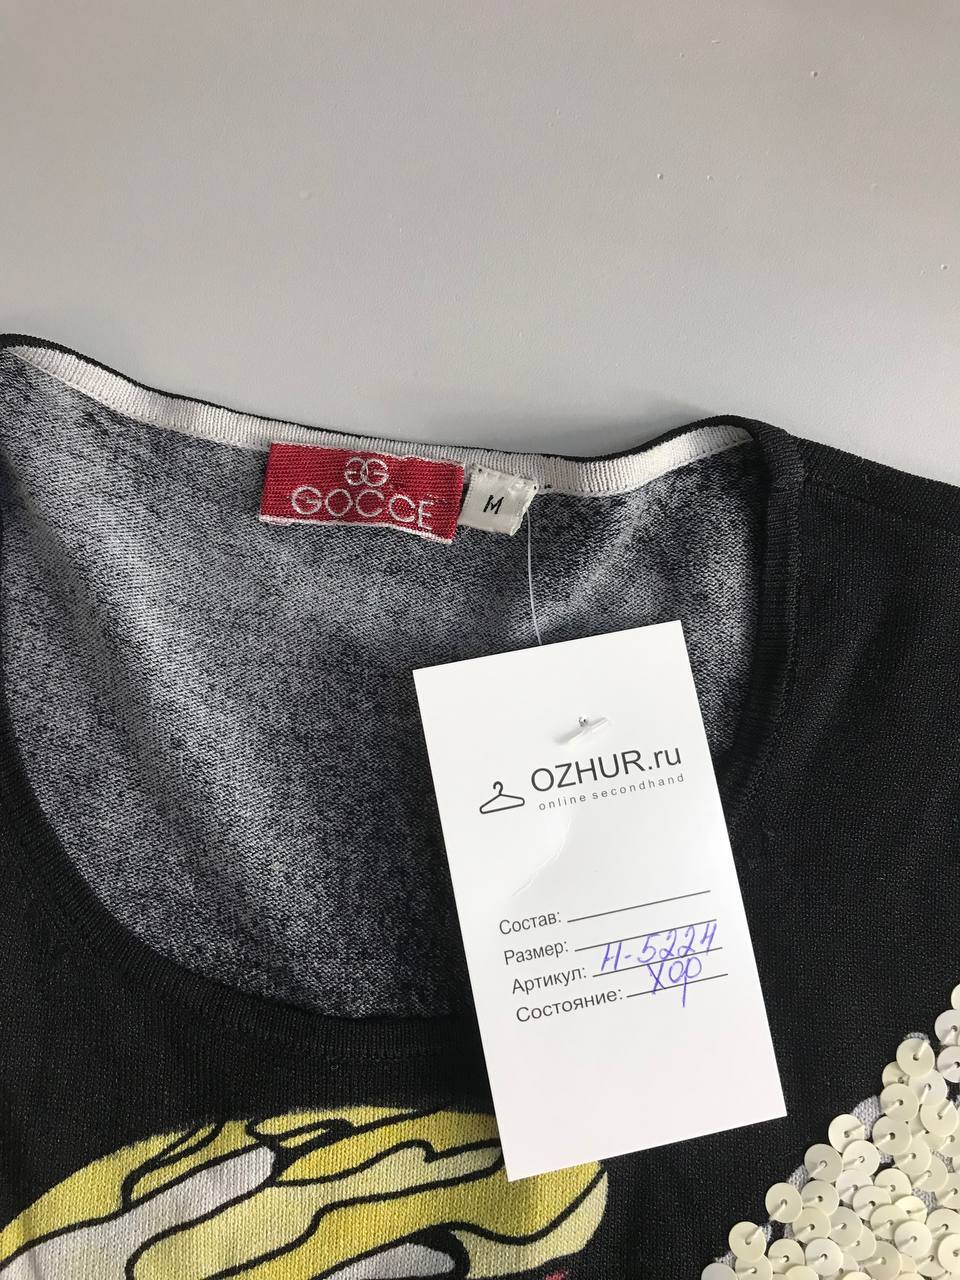 GG
GOCCE
M
OZHUR.ru
online secondhand
Состав:
Размер:
Артикул: Н-5224
Состояние: хор